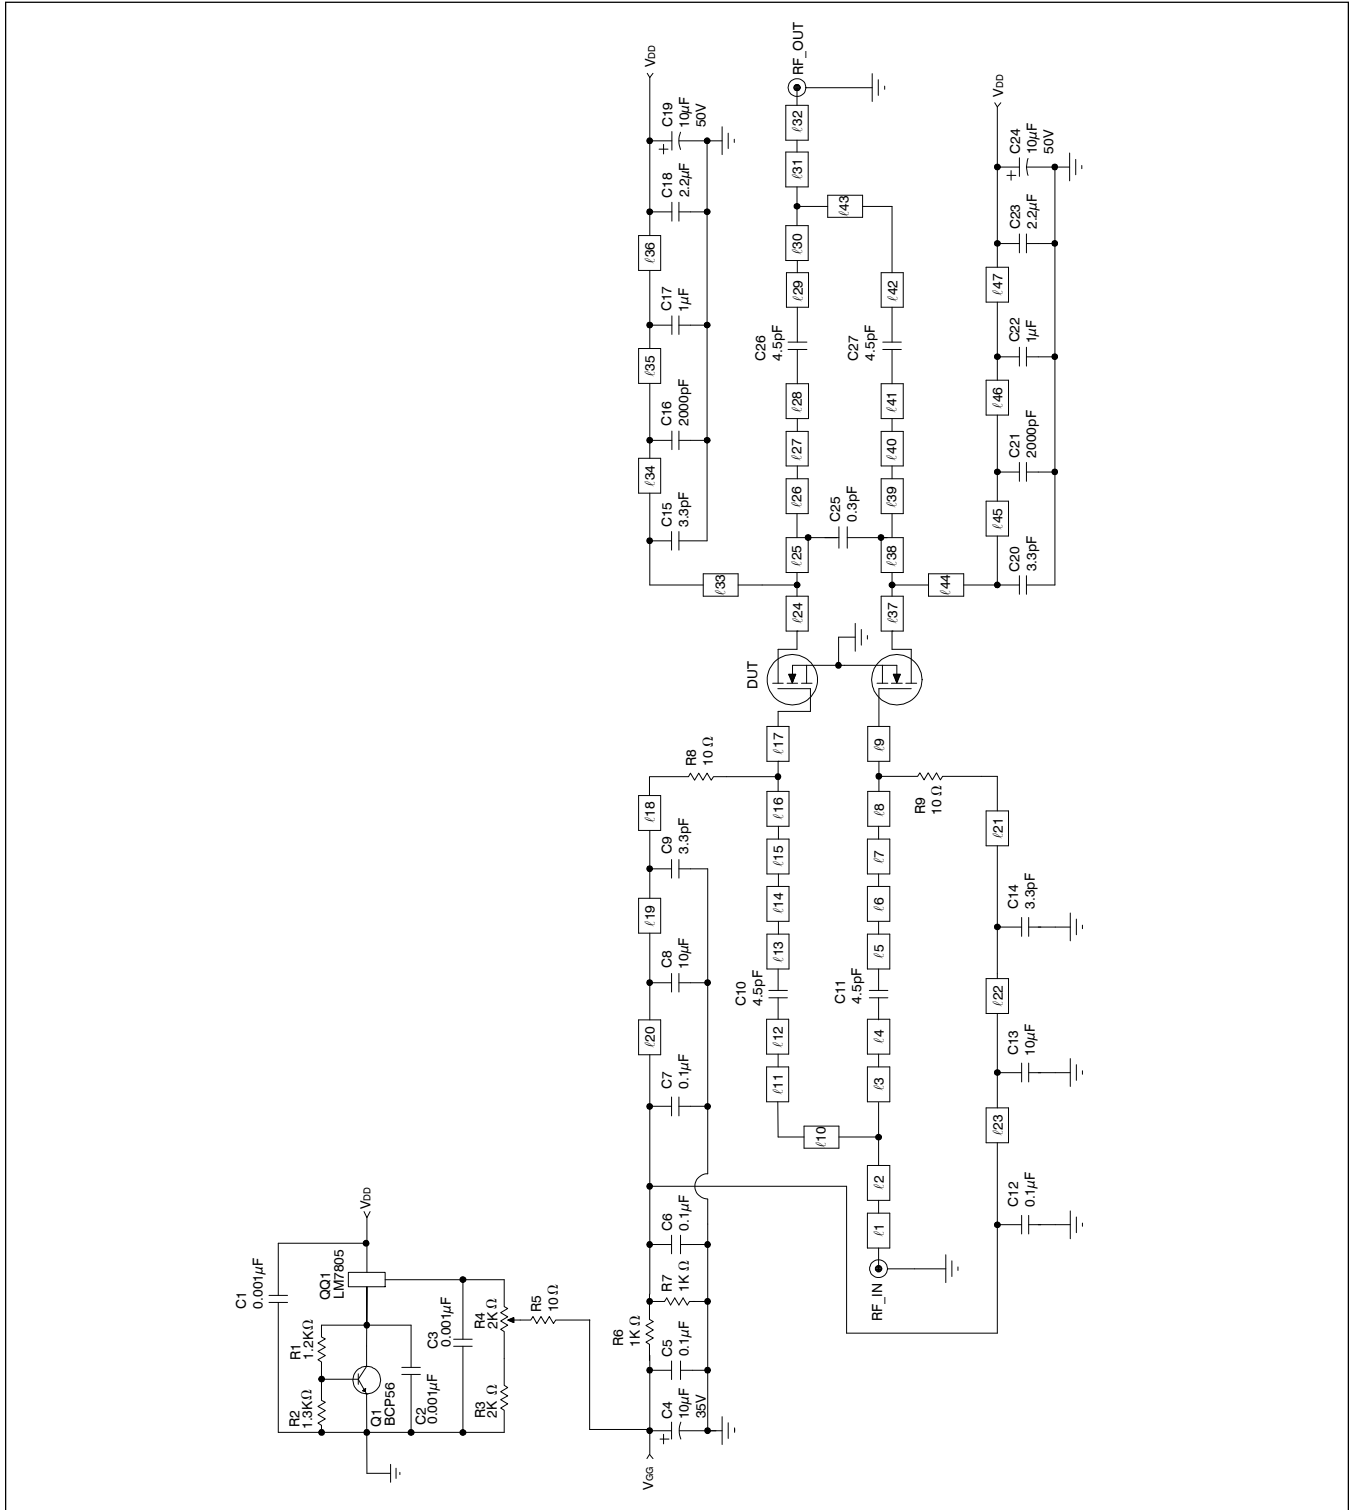 C1
0.001μF
R2
1.3KΩ
R1
1.2KΩ
QQ1
LM7805
VDD
Q1
BCP56
C2
0.001μF
C3
0.001μF
R3
2K Ω
R4
2K Ω
R5
10 Ω
VGG
C4
10μF
35V
C5
0.1μF
R6
1K Ω
R7
1K Ω
C6
0.1μF
C7
0.1μF
ℓ20
C8
10μF
ℓ19
C9
3.3pF
ℓ18
R8
10 Ω
RF_IN
ℓ1
ℓ2
ℓ10
ℓ11
ℓ12
C10
4.5pF
ℓ13
ℓ14
ℓ15
ℓ16
ℓ17
DUT
ℓ3
ℓ4
C11
4.5pF
ℓ5
ℓ6
ℓ7
ℓ8
ℓ9
R9
10 Ω
C12
0.1μF
ℓ23
C13
10μF
ℓ22
C14
3.3pF
ℓ21
ℓ33
C15
3.3pF
ℓ34
C16
2000pF
ℓ35
C17
1μF
ℓ36
C18
2.2μF
C19
10μF
50V
VDD
ℓ24
ℓ25
ℓ26
ℓ27
ℓ28
C26
4.5pF
ℓ29
ℓ30
ℓ31
ℓ32
RF_OUT
C25
0.3pF
ℓ37
ℓ38
ℓ39
ℓ40
ℓ41
C27
4.5pF
ℓ42
ℓ43
ℓ44
C20
3.3pF
ℓ45
C21
2000pF
ℓ46
C22
1μF
ℓ47
C23
2.2μF
C24
10μF
50V
VDD